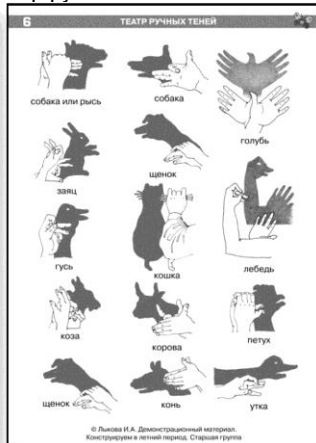 6 ТЕАТР РУЧНЫХ ТЕНЕЙ
собака или рысь
собака
голубь
заяц
щенок
гусь
кошка
лебедь
коза
корова
петух
щенок
конь
утка
© Лыкова И.А. Демонстрационный материал.
Конструируем в летний период. Старшая группа